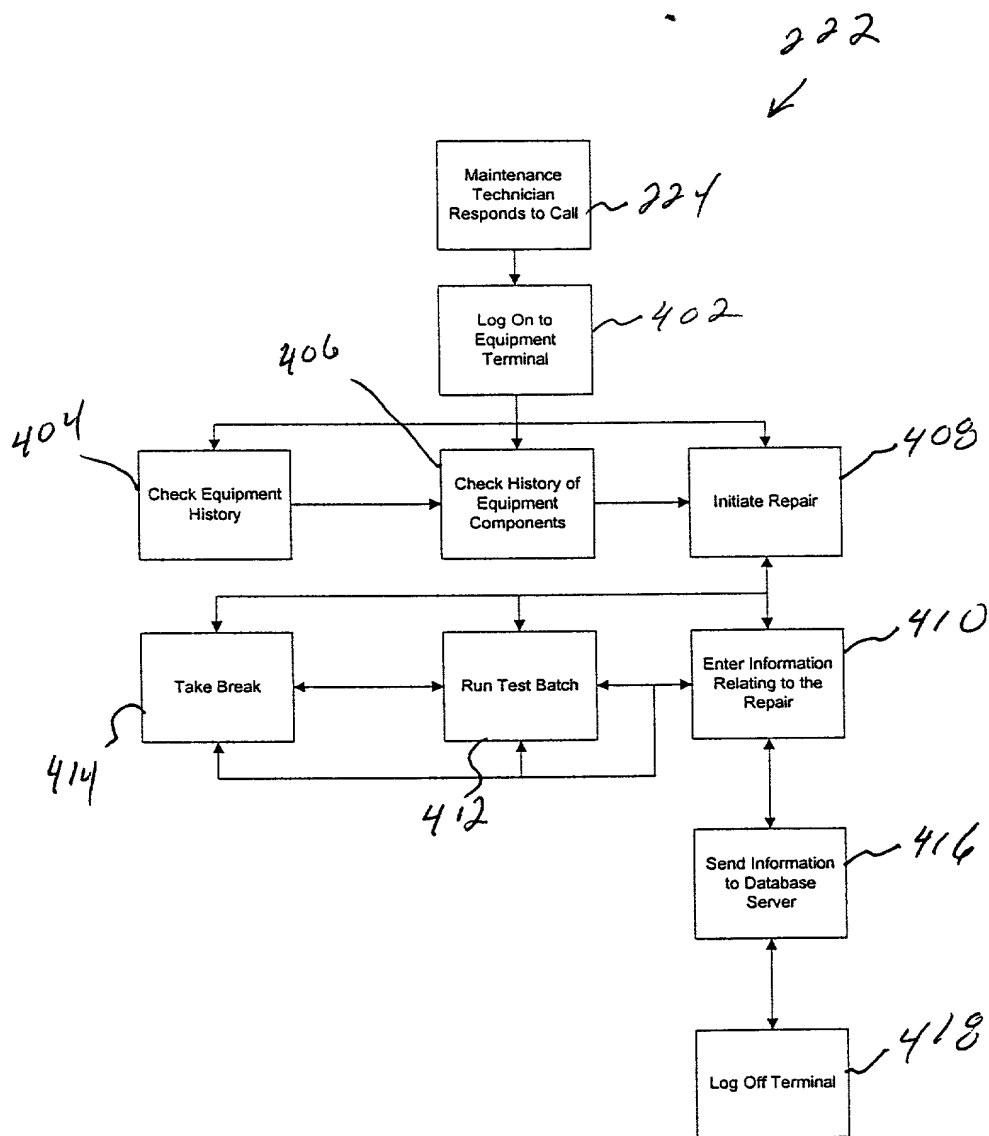 222
Maintenance
Technician
Responds to Call
224
Log On to
Equipment
Terminal
402
406
404
408
Check Equipment
History
Check History of
Equipment
Components
Initiate Repair
410
Take Break
Run Test Batch
Enter Information
Relating to the
Repair
414
412
Send Information
to Database
Server
416
Log Off Terminal
418